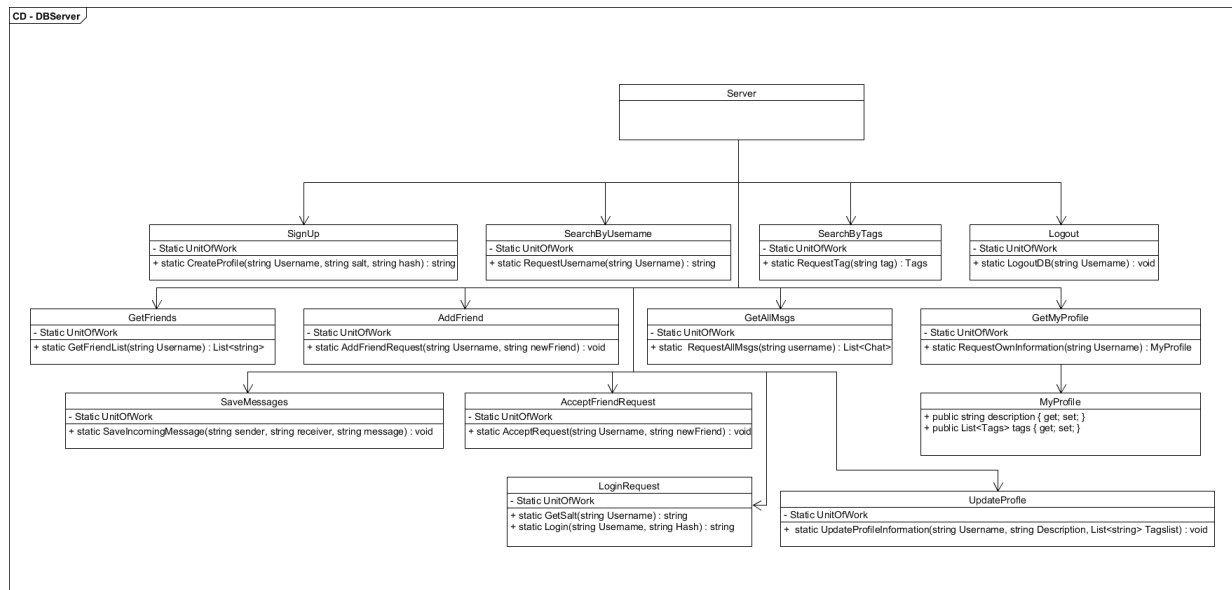 CD - DBServer
Server
SignUp
- Static UnitOfWork
+ static CreateProfile(string Username, string salt, string hash) : string
SearchByUsername
- Static UnitOfWork
+ static RequestUsername(string Username) : string
SearchByTags
- Static UnitOfWork
+ static RequestTag(string tag) : Tags
Logout
- Static UnitOfWork
+ static LogoutDB(string Username) : void
GetFriends
- Static UnitOfWork
+ static GetFriendList(string Username) : List<string>
AddFriend
- Static UnitOfWork
+ static AddFriendRequest(string Username, string newFriend) : void
GetAllMsgs
- Static UnitOfWork
+ static RequestAllMsgs(string username) : List<Chat>
GetMyProfile
- Static UnitOfWork
+ static RequestOwnInformation(string Username) : MyProfile
SaveMessages
- Static UnitOfWork
+ static SaveIncomingMessage(string sender, string receiver, string message) : void
AcceptFriendRequest
- Static UnitOfWork
+ static AcceptRequest(string Username, string newFriend) : void
MyProfile
+ public string description { get; set; }
+ public List<Tags> tags { get; set; }
LoginRequest
- Static UnitOfWork
+ static GetSalt(string Username) : string
+ static Login(string Username, string Hash) : string
UpdateProfle
- Static UnitOfWork
+ static UpdateProfileInformation(string Username, string Description, List<string> Tagslist) : void